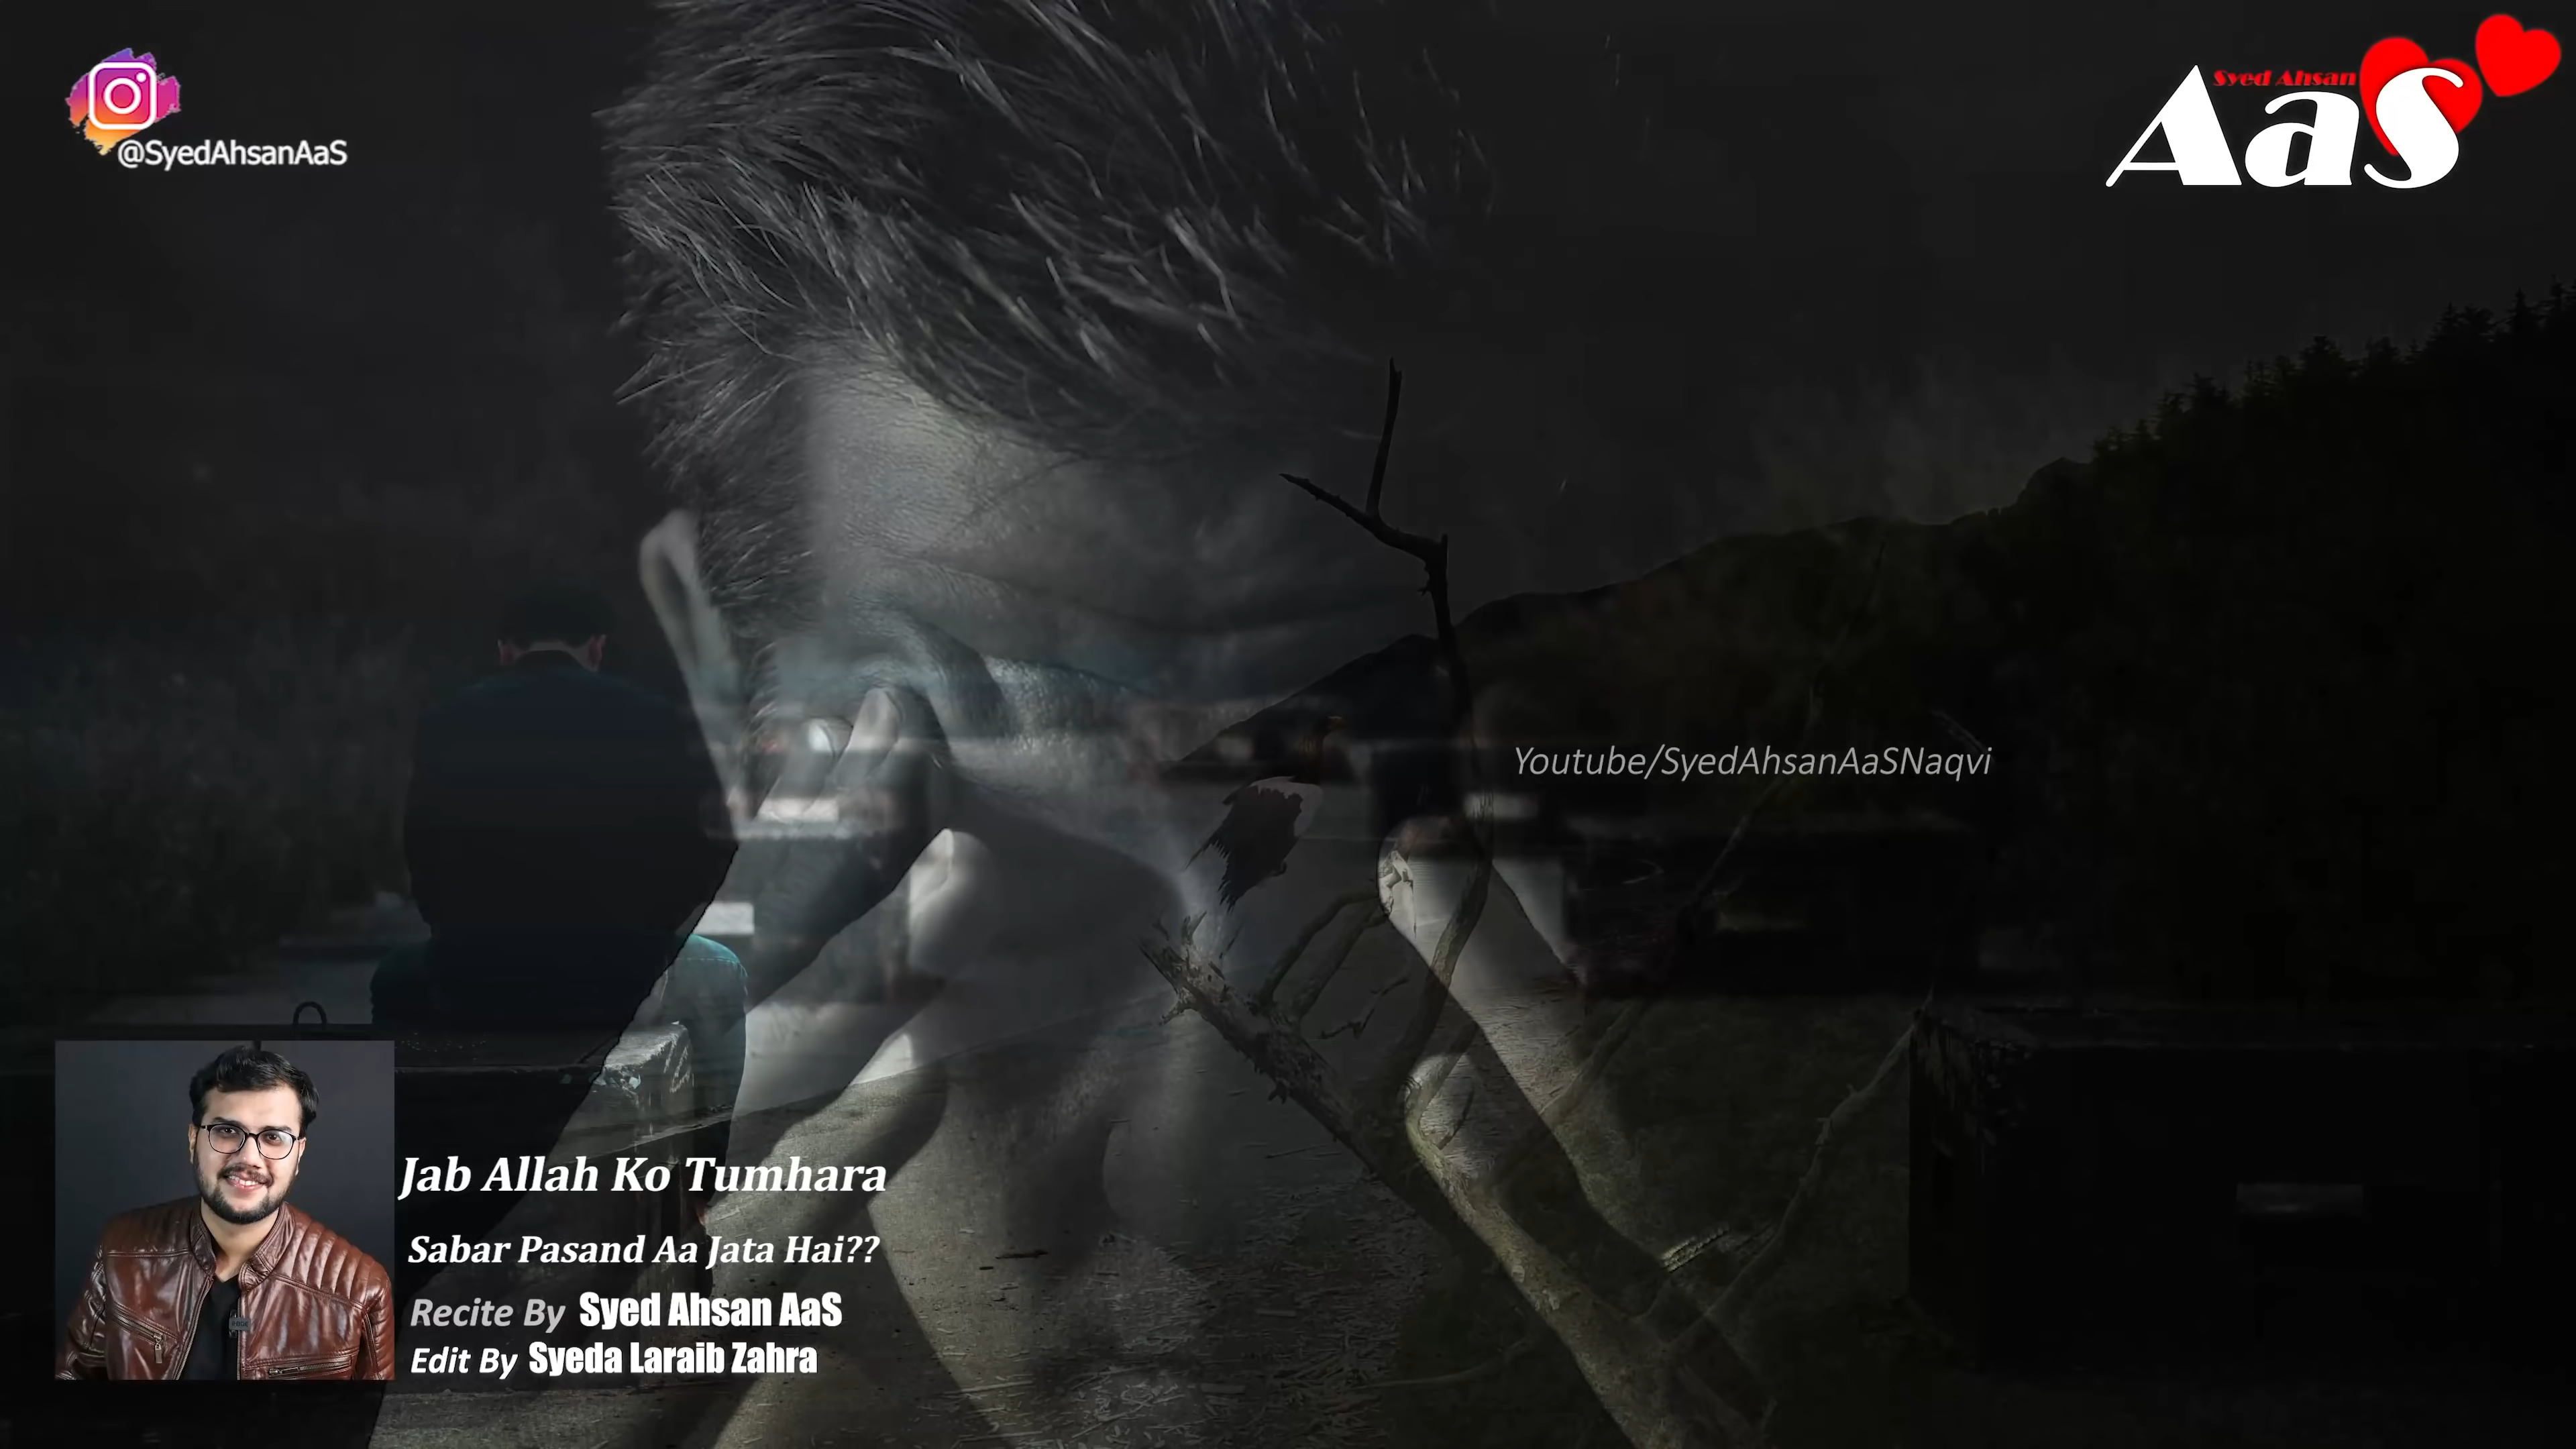 @SyedAhsanAaS
Syed Ahsan
AaS
Youtube/SyedAhsanAaSNaqvi
Jab Allah Ko Tumhara
Sabar Pasand Aa Jata Hai??
Recite By Syed Ahsan AaS
Edit By Syeda Laraib Zahra